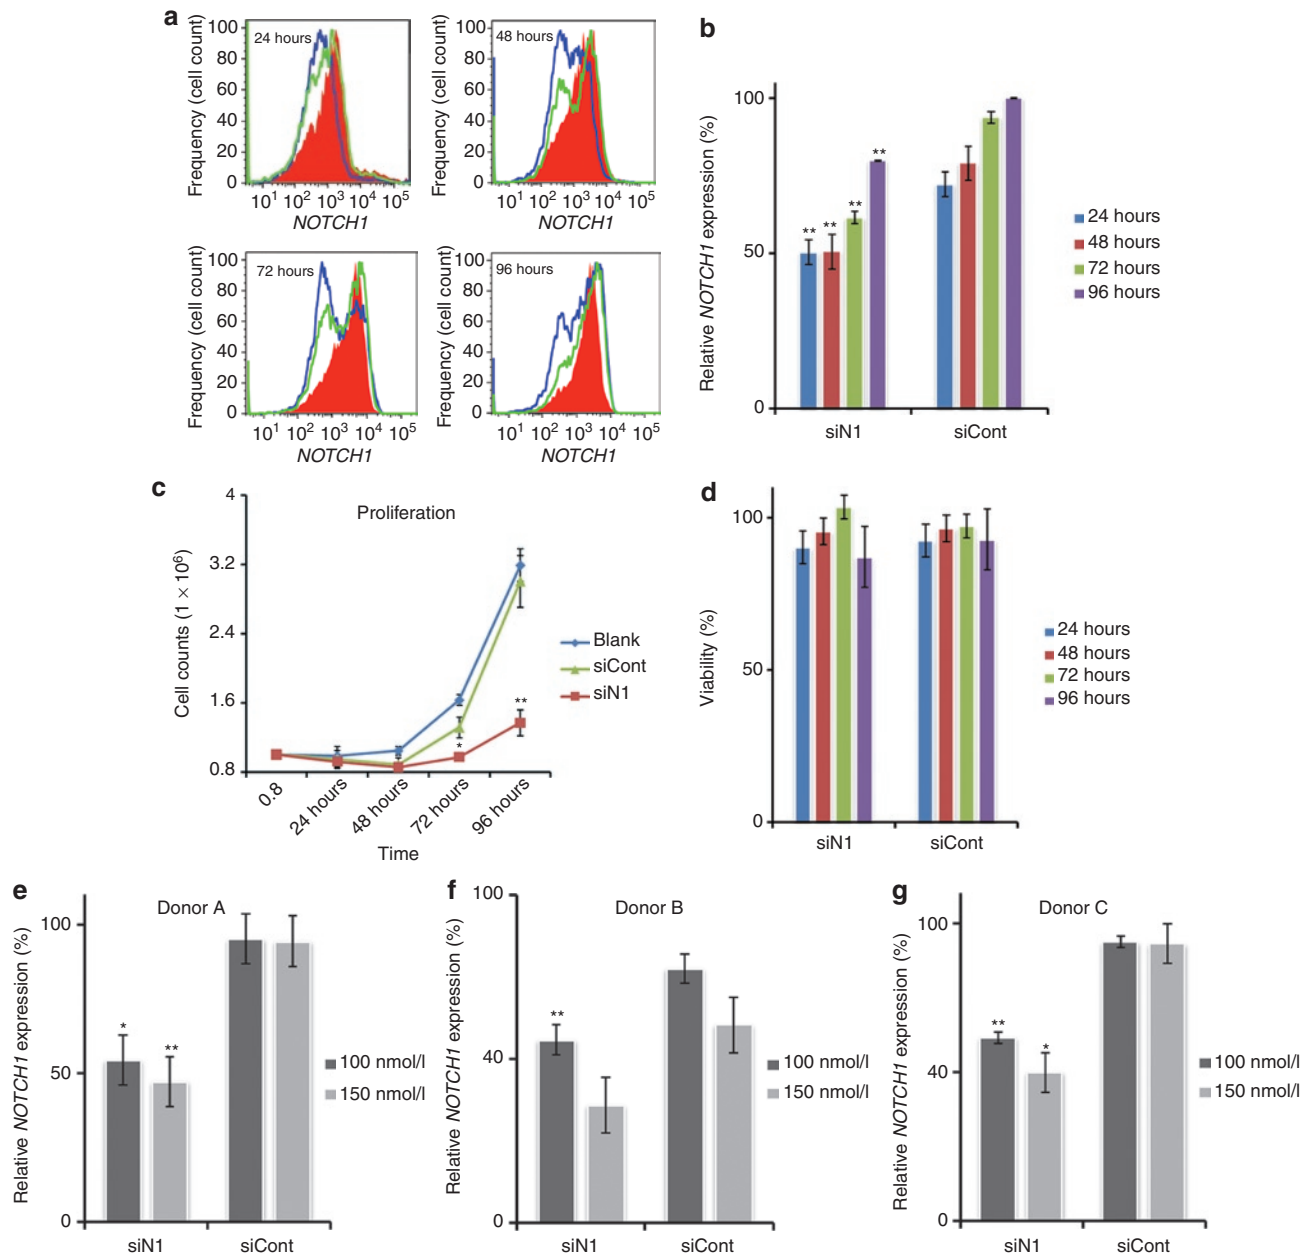 a
24 hours
Frequency (cell count)
100
80
60
40
20
0
10¹ 10² 10³ 10⁴ 10⁵
NOTCH1
48 hours
Frequency (cell count)
100
80
60
40
20
0
10¹ 10² 10³ 10⁴ 10⁵
NOTCH1
72 hours
Frequency (cell count)
100
80
60
40
20
0
10¹ 10² 10³ 10⁴ 10⁵
NOTCH1
96 hours
Frequency (cell count)
100
80
60
40
20
0
10¹ 10² 10³ 10⁴ 10⁵
NOTCH1
b
Relative NOTCH1 expression (%)
100
50
0
** ** ** **
siN1 siCont
24 hours
48 hours
72 hours
96 hours
c
Proliferation
Cell counts (1 × 10⁶)
4
3.2
2.4
1.6
0.8
*
**
0.8 24 hours 48 hours 72 hours 96 hours
Time
Blank
siCont
siN1
d
Viability (%)
100
50
0
siN1 siCont
24 hours
48 hours
72 hours
96 hours
e
Donor A
Relative NOTCH1 expression (%)
100
50
0
* **
siN1 siCont
100 nmol/l
150 nmol/l
f
Donor B
Relative NOTCH1 expression (%)
100
40
0
**
siN1 siCont
100 nmol/l
150 nmol/l
g
Donor C
Relative NOTCH1 expression (%)
100
40
0
** *
siN1 siCont
100 nmol/l
150 nmol/l